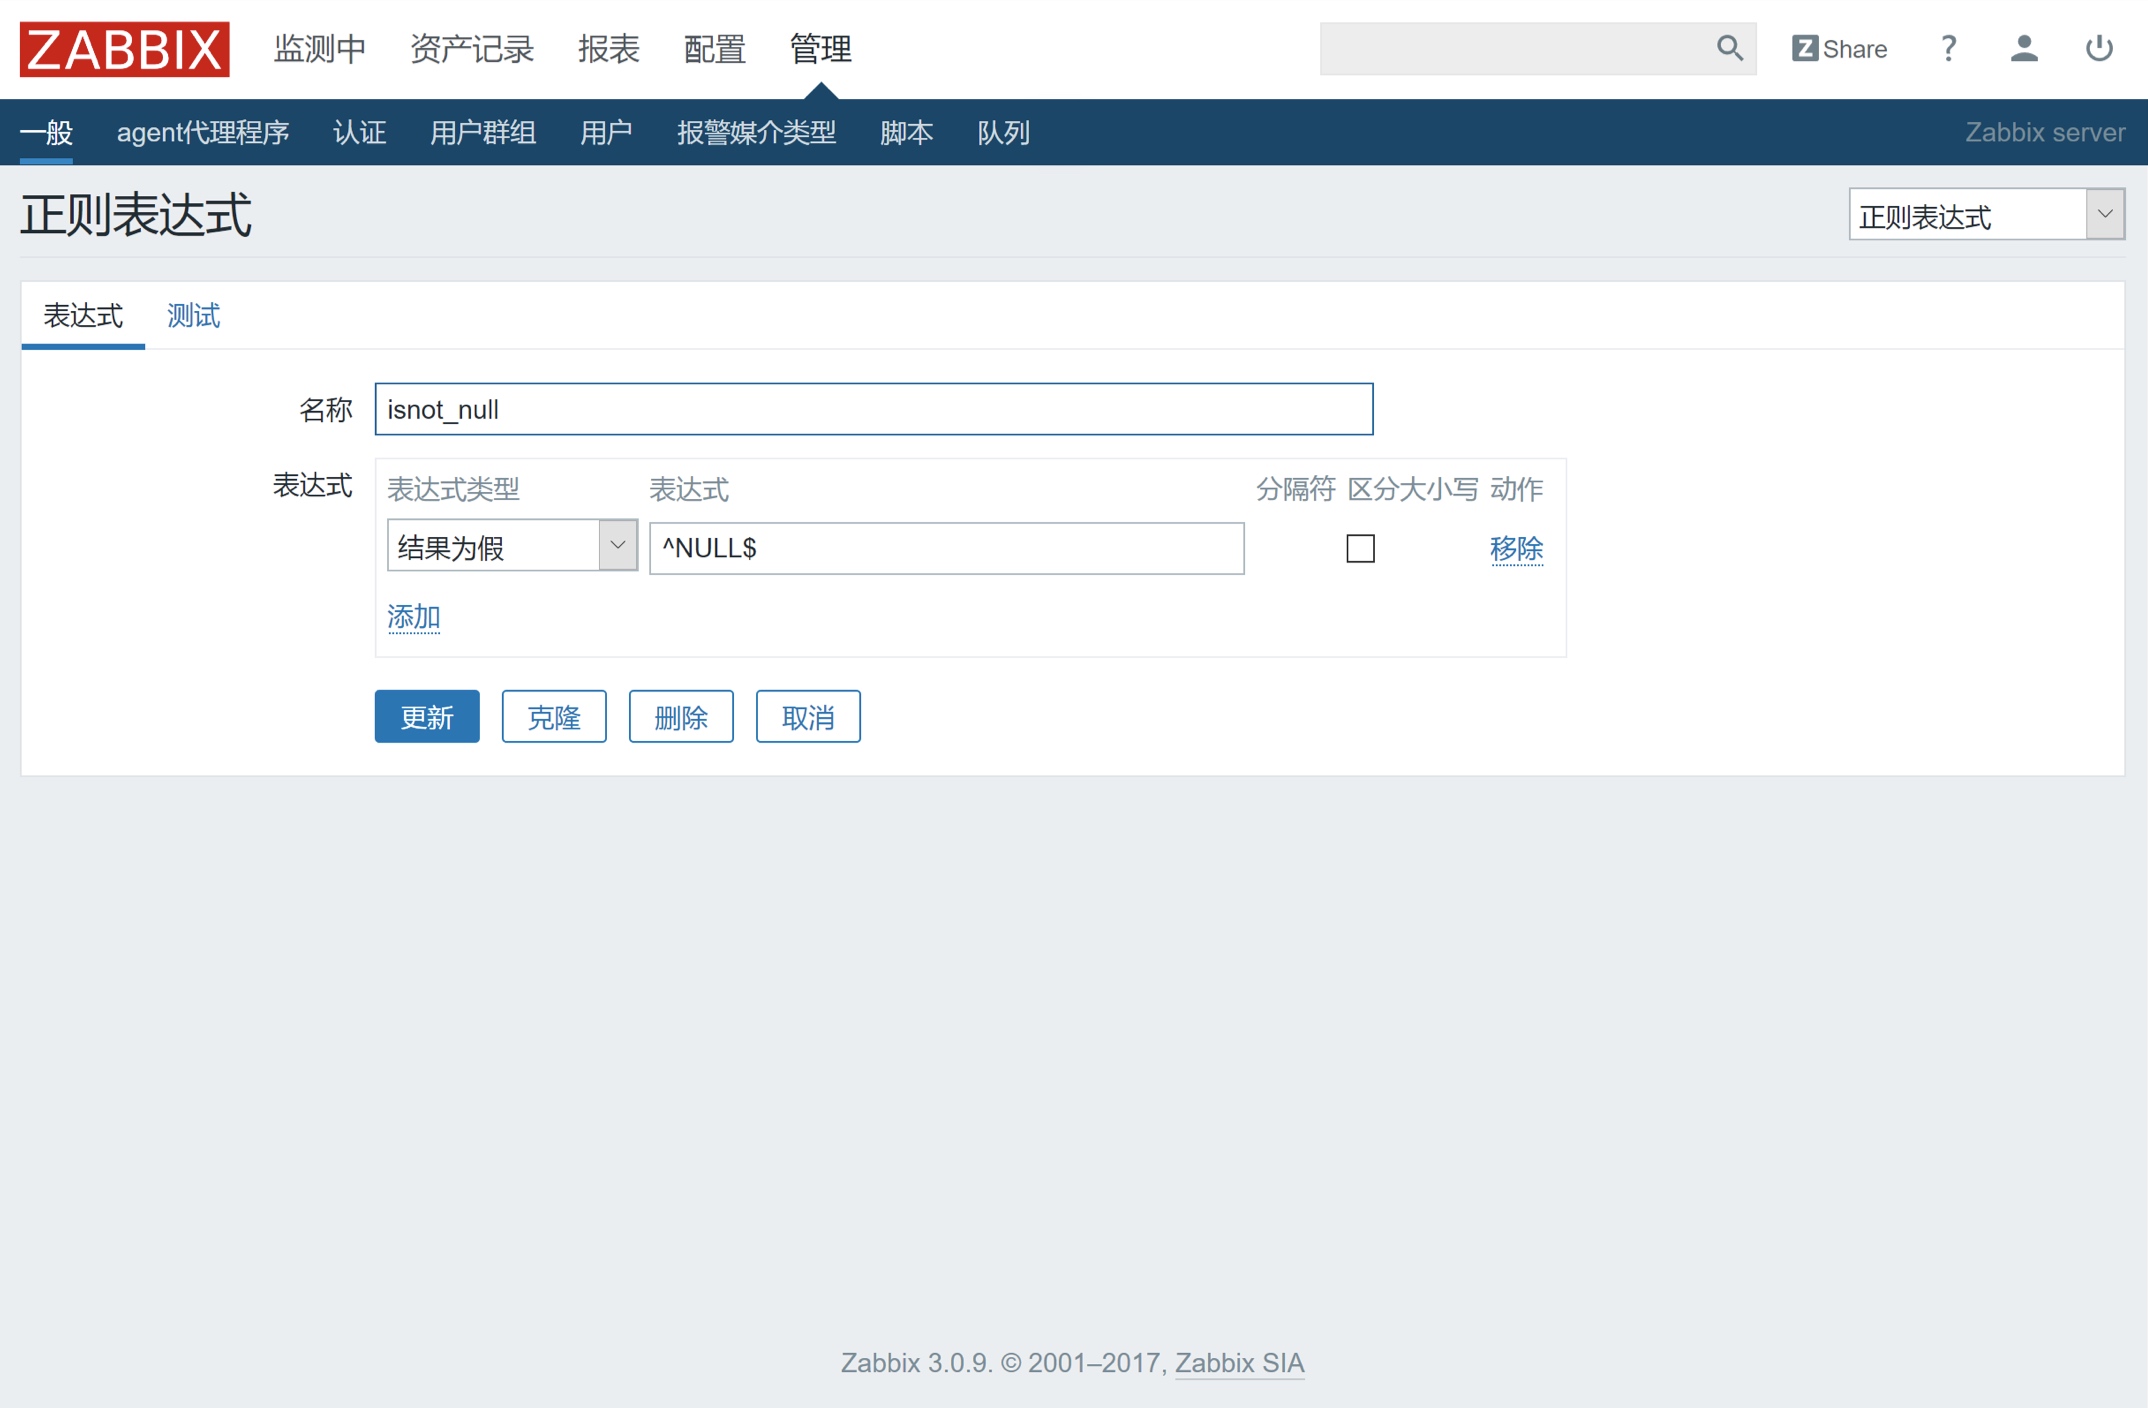 ZABBIX 监测中 资产记录 报表 配置 管理 Z Share ?
一般 agent代理程序 认证 用户群组 用户 报警媒介类型 脚本 队列 Zabbix server
正则表达式 正则表达式
表达式 测试
名称 isnot_null
表达式 表达式类型 表达式 分隔符 区分大小写 动作
结果为假 ^NULL$ 移除
添加
更新 克隆 删除 取消
Zabbix 3.0.9. © 2001–2017, Zabbix SIA